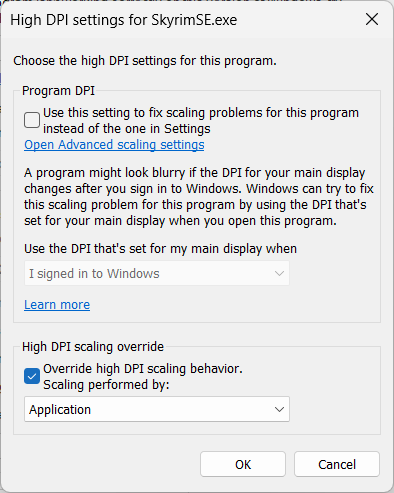 High DPI settings for SkyrimSE.exe
Choose the high DPI settings for this program.
Program DPI
Use this setting to fix scaling problems for this program
instead of the one in Settings
Open Advanced scaling settings
A program might look blurry if the DPI for your main display
changes after you sign in to Windows. Windows can try to fix
this scaling problem for this program by using the DPI that's
set for your main display when you open this program.
Use the DPI that's set for my main display when
I signed in to Windows
Learn more
High DPI scaling override
Override high DPI scaling behavior.
Scaling performed by:
Application
OK
Cancel